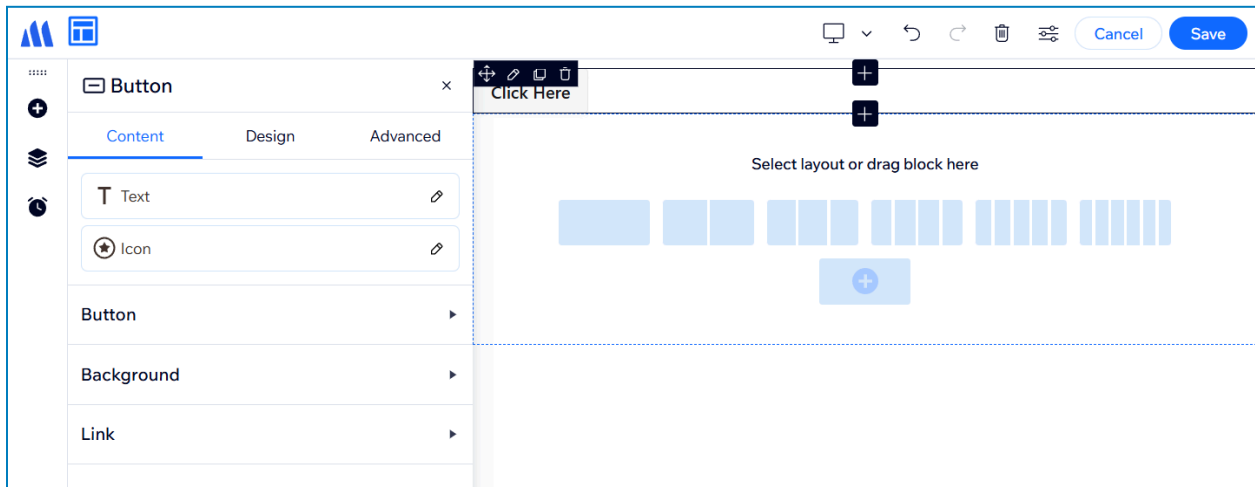 Cancel
Save
Button
Click Here
Content
Design
Advanced
Select layout or drag block here
Text
Icon
Button
Background
Link